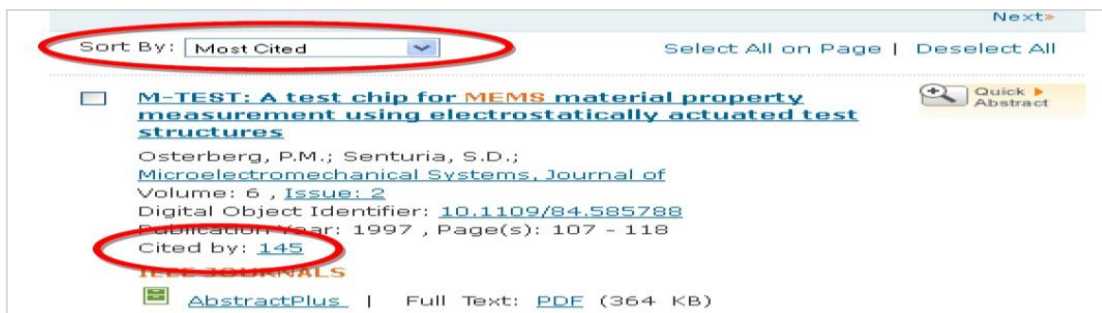 Next»
Sort By: Most Cited Select All on Page | Deselect All
M-TEST: A test chip for MEMS material property Quick
measurement using electrostatically actuated test Abstract
structures
Osterberg, P.M.; Senturia, S.D.;
Microelectromechanical Systems, Journal of
Volume: 6 , Issue: 2
Digital Object Identifier: 10.1109/84.585788
Publication Year: 1997 , Page(s): 107 - 118
Cited by: 145
IEEE JOURNALS
AbstractPlus | Full Text: PDF (364 KB)